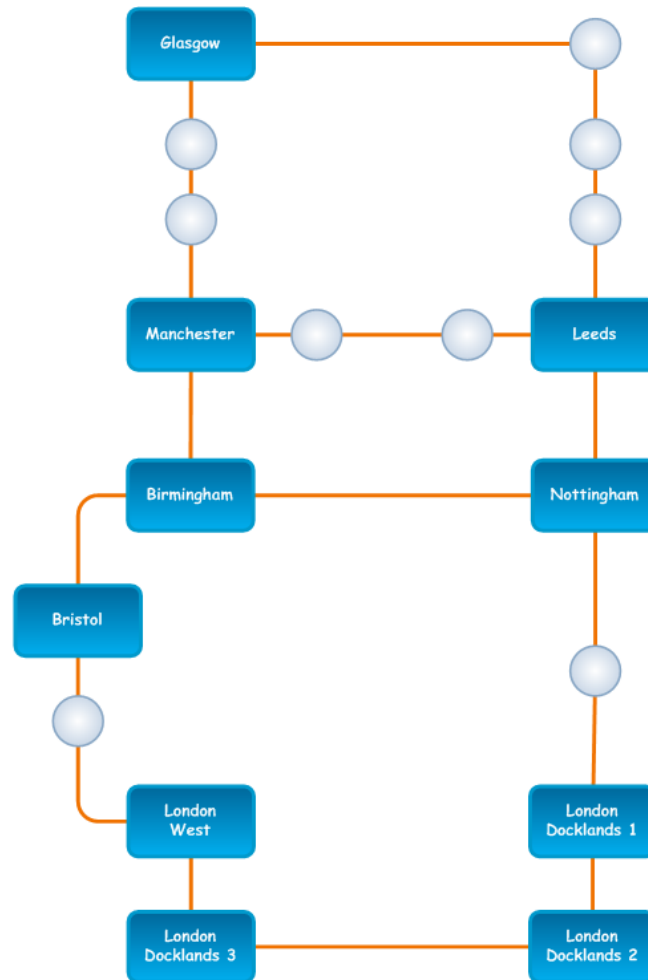 Glasgow
Manchester
Leeds
Birmingham
Nottingham
Bristol
London
West
London
Docklands 1
London
Docklands 3
London
Docklands 2